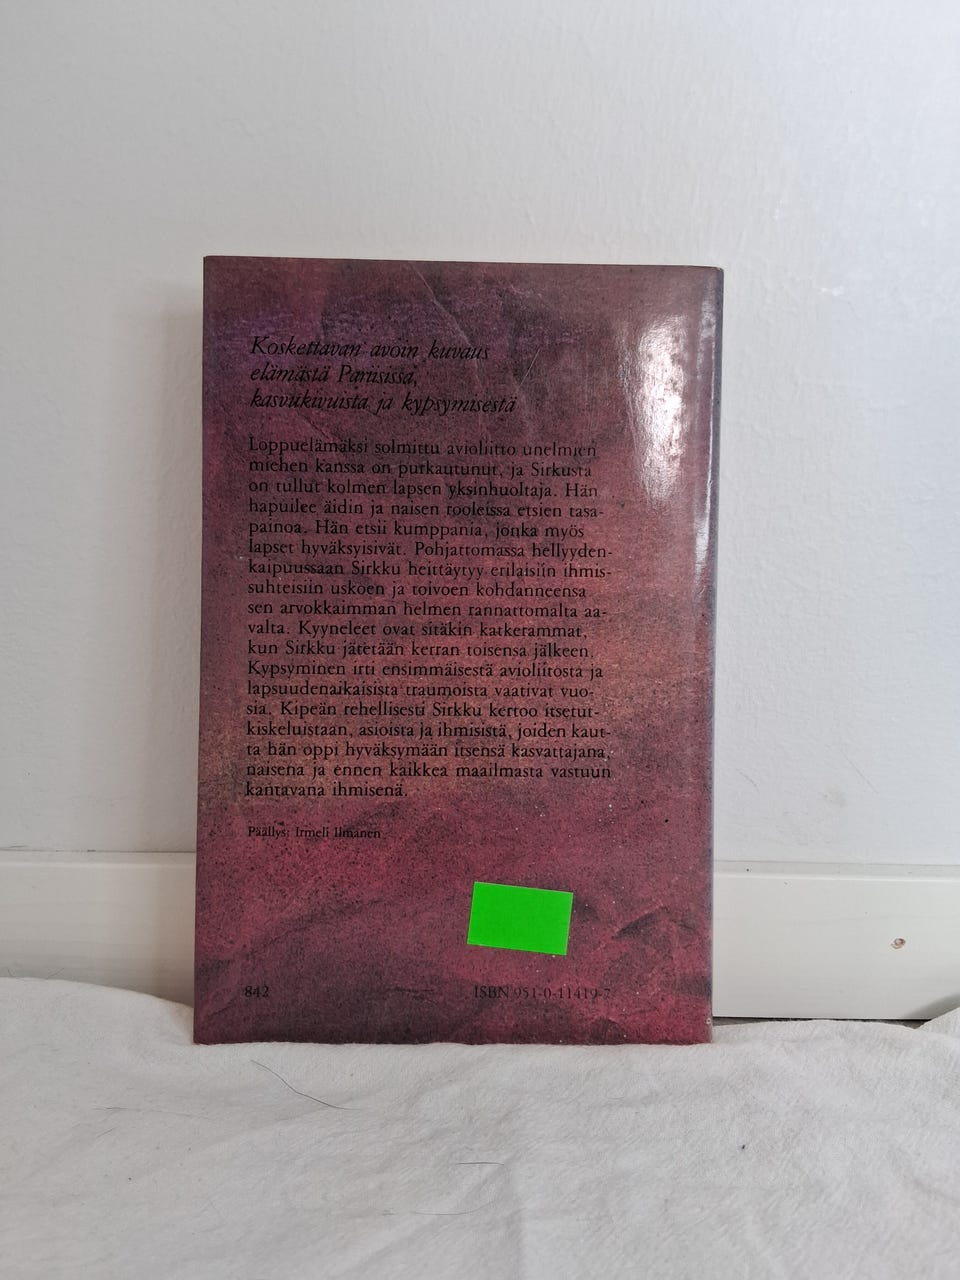 Koskettavan avoin kuvaus
elämästä Pariisissa,
kasvukivuista ja kypsymisestä
Loppuelämäksi solmittu avioliitto unelmien
miehen kanssa on purkautunut, ja Sirkusta
on tullut kolmen lapsen yksinhuoltaja. Hän
hapuilee äidin ja naisen rooleissa etsien tasa-
painoa. Hän etsii kumppania, jonka myös
lapset hyväksyisivät. Pohjattomassa hellyyden-
kaipuussaan Sirkku heittäytyy erilaisiin ihmis-
suhteisiin uskoen ja toivoen kohdanneensa
sen arvokkaimman helmen rannattomalta aa-
valta. Kyyneleet ovat sitäkin katkerammat,
kun Sirkku jätetään kerran toisensa jälkeen.
Kypsyminen irti ensimmäisestä avioliitosta ja
lapsuudenaikaisista traumoista vaativat vuo-
sia. Kipeän rehellisesti Sirkku kertoo itsetut-
kiskeluistaan, asioista ja ihmisistä, joiden kaut-
ta hän oppi hyväksymään itsensä kasvattajana,
naisena ja ennen kaikkea maailmasta vastuun
kantavana ihmisenä.
Päällys: Irmeli Ilmanen
842
ISBN 951-0-11419-7